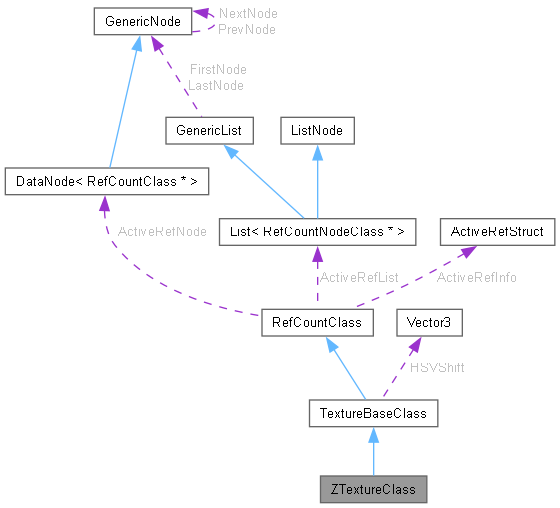 GenericNode
NextNode
PrevNode
FirstNode
LastNode
GenericList
ListNode
DataNode< RefCountClass * >
ActiveRefNode
List< RefCountNodeClass * >
ActiveRefStruct
ActiveRefList
ActiveRefInfo
RefCountClass
Vector3
HSVShift
TextureBaseClass
ZTextureClass